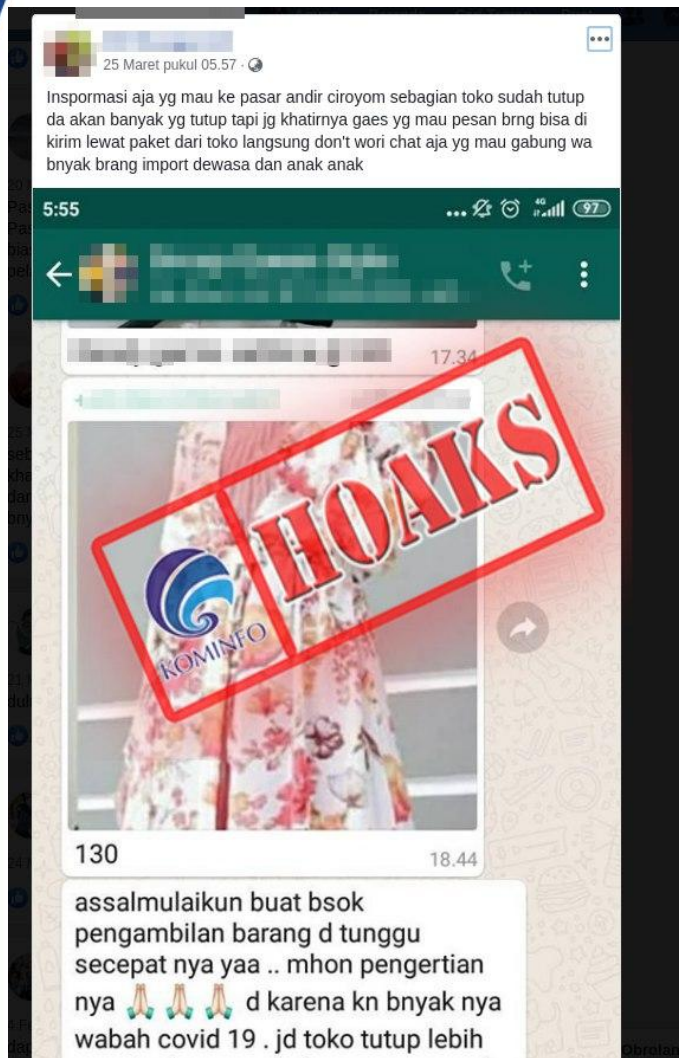 25 Maret pukul 05.57 ·
Inspormasi aja yg mau ke pasar andir ciroyom sebagian toko sudah tutup
da akan banyak yg tutup tapi jg khatirnya gaes yg mau pesan brng bisa di
kirim lewat paket dari toko langsung don't wori chat aja yg mau gabung wa
bnyak brang import dewasa dan anak anak
5:55
4G
97
17.34
HOAKS
KOMINFO
130
18.44
assalmulaikun buat bsok
pengambilan barang d tunggu
secepat nya yaa .. mhon pengertian
nya 🙏🏻 🙏🏻 🙏🏻 d karena kn bnyak nya
wabah covid 19 . jd toko tutup lebih